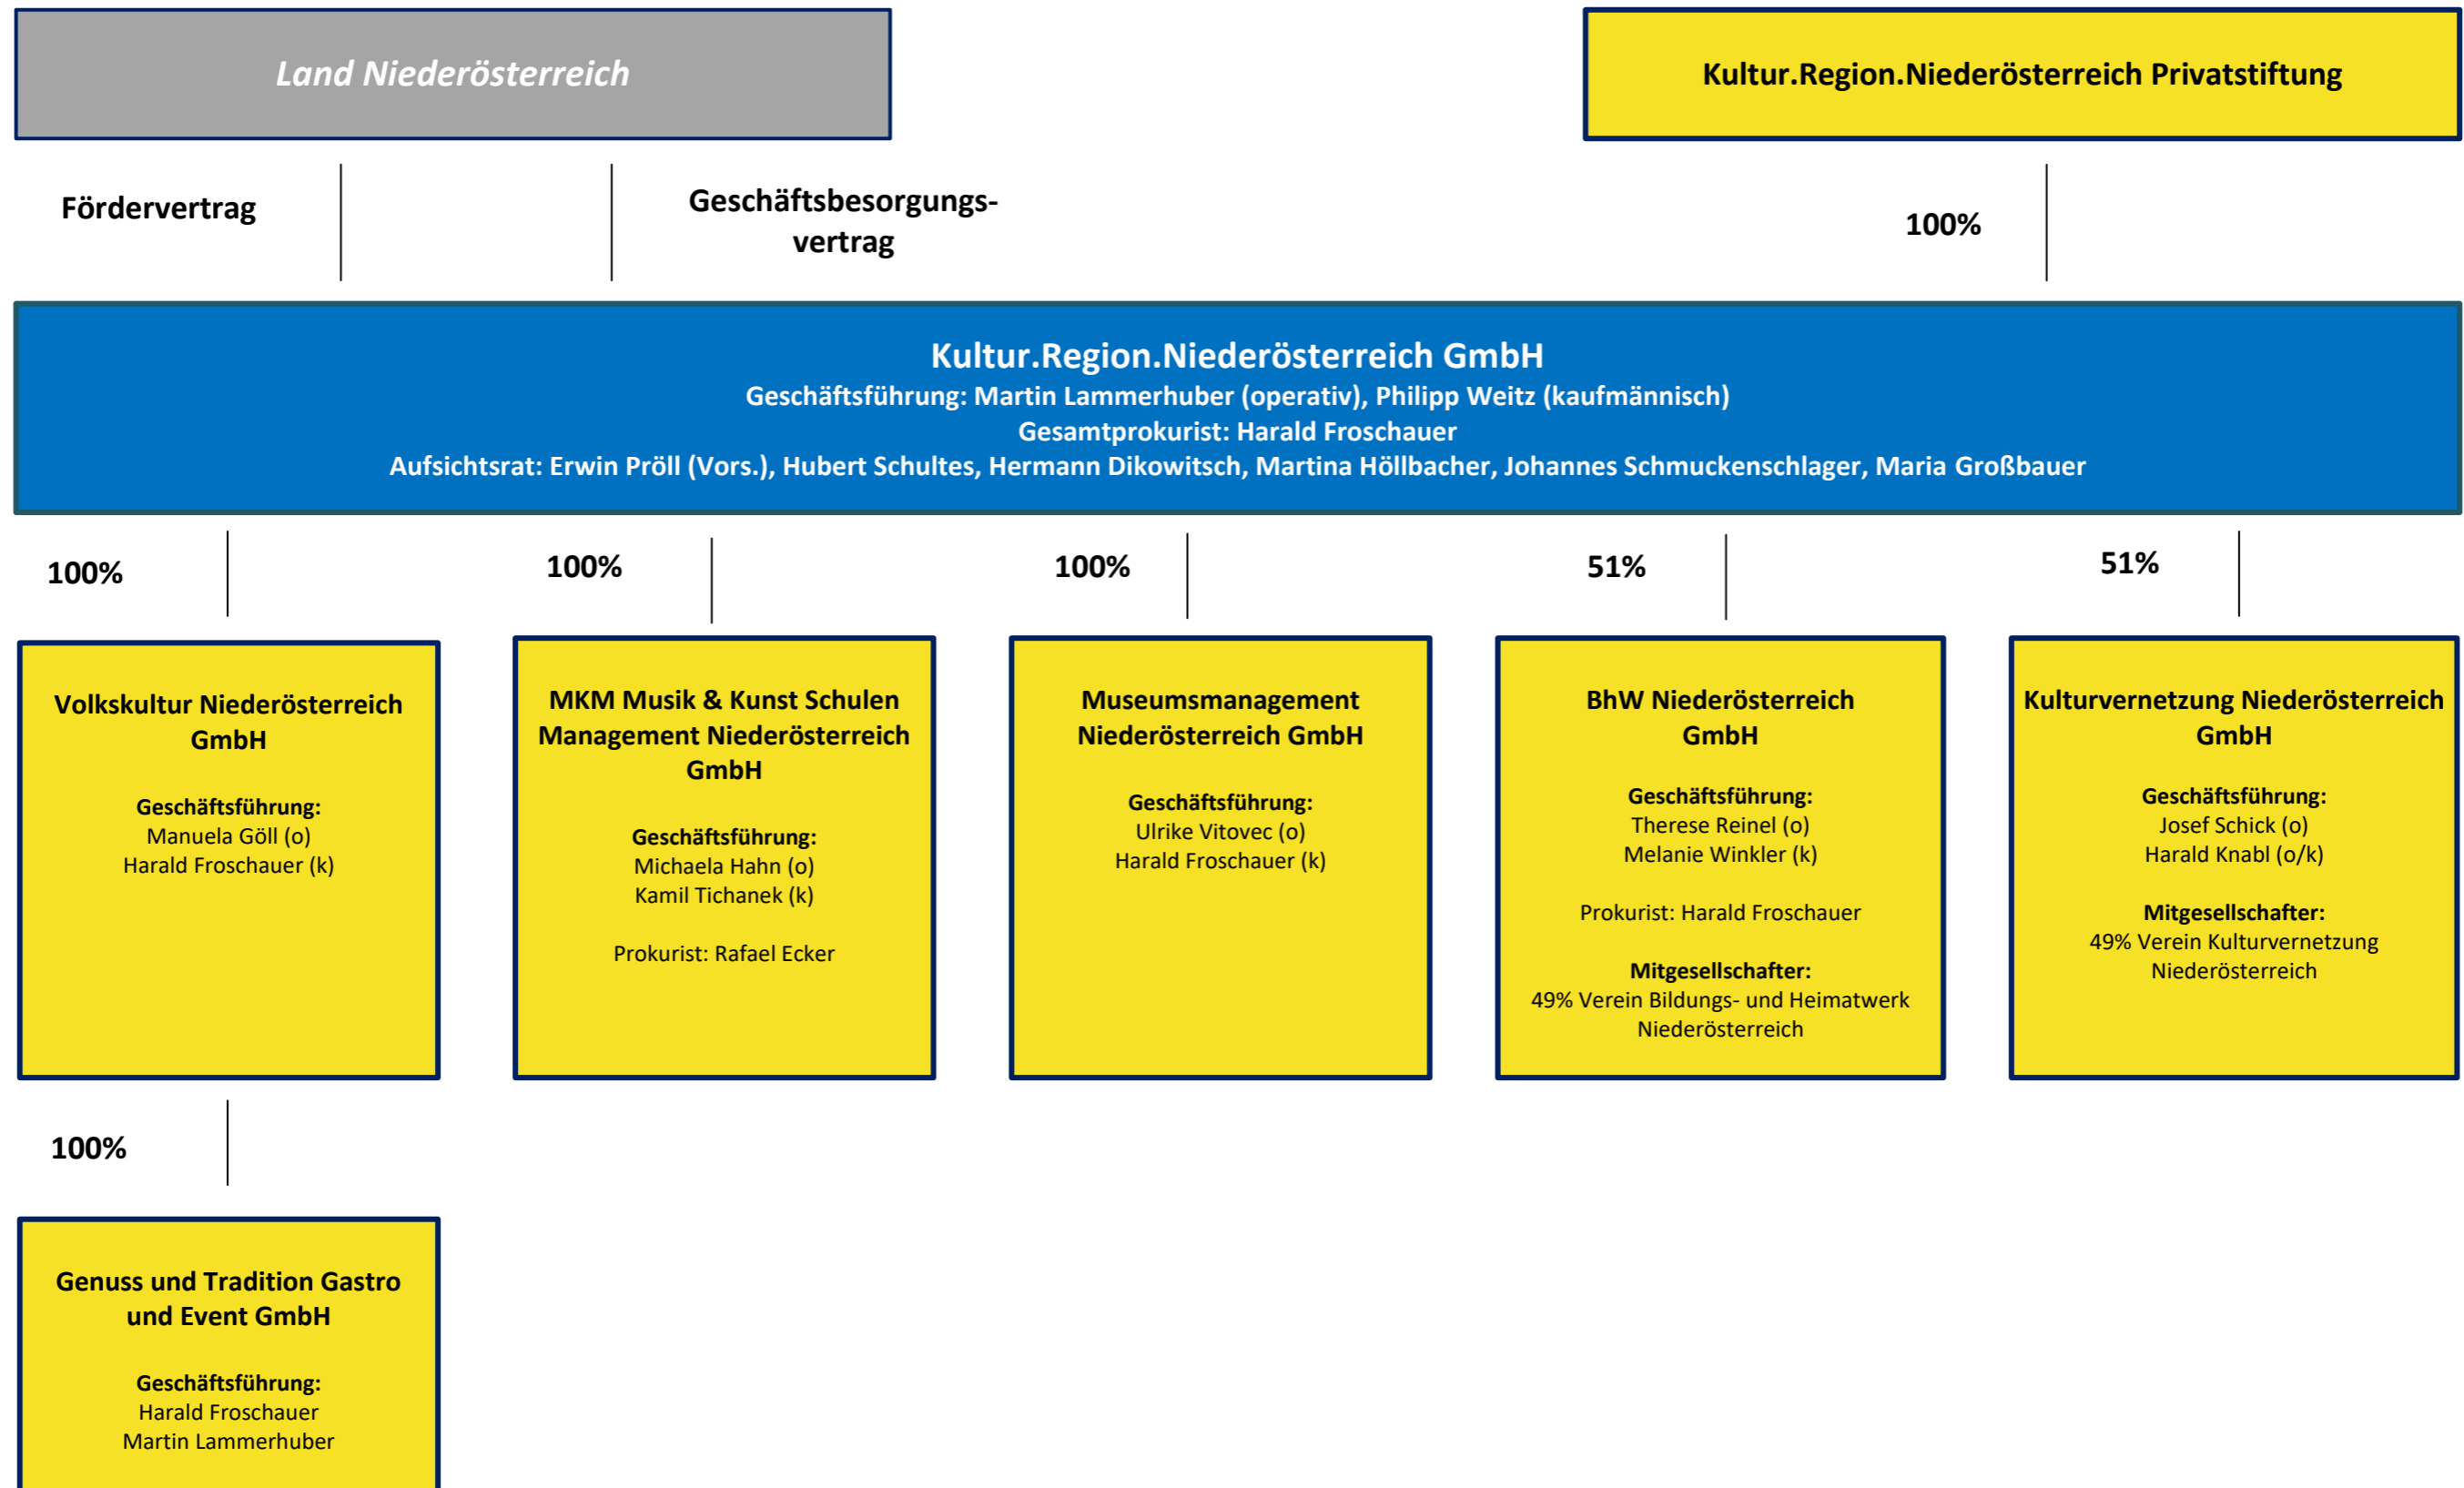 Land Niederösterreich
Kultur.Region.Niederösterreich Privatstiftung
Fördervertrag
Geschäftsbesorgungs-
vertrag
100%
Kultur.Region.Niederösterreich GmbH
Geschäftsführung: Martin Lammerhuber (operativ), Philipp Weitz (kaufmännisch)
Gesamtprokurist: Harald Froschauer
Aufsichtsrat: Erwin Pröll (Vors.), Hubert Schultes, Hermann Dikowitsch, Martina Höllbacher, Johannes Schmuckenschlager, Maria Großbauer
100%
100%
100%
51%
51%
Volkskultur Niederösterreich
GmbH
Geschäftsführung:
Manuela Göll (o)
Harald Froschauer (k)
MKM Musik & Kunst Schulen
Management Niederösterreich
GmbH
Geschäftsführung:
Michaela Hahn (o)
Kamil Tichanek (k)
Prokurist: Rafael Ecker
Museumsmanagement
Niederösterreich GmbH
Geschäftsführung:
Ulrike Vitovec (o)
Harald Froschauer (k)
BhW Niederösterreich
GmbH
Geschäftsführung:
Therese Reinel (o)
Melanie Winkler (k)
Prokurist: Harald Froschauer
Mitgesellschafter:
49% Verein Bildungs- und Heimatwerk
Niederösterreich
Kulturvernetzung Niederösterreich
GmbH
Geschäftsführung:
Josef Schick (o)
Harald Knabl (o/k)
Mitgesellschafter:
49% Verein Kulturvernetzung
Niederösterreich
100%
Genuss und Tradition Gastro
und Event GmbH
Geschäftsführung:
Harald Froschauer
Martin Lammerhuber